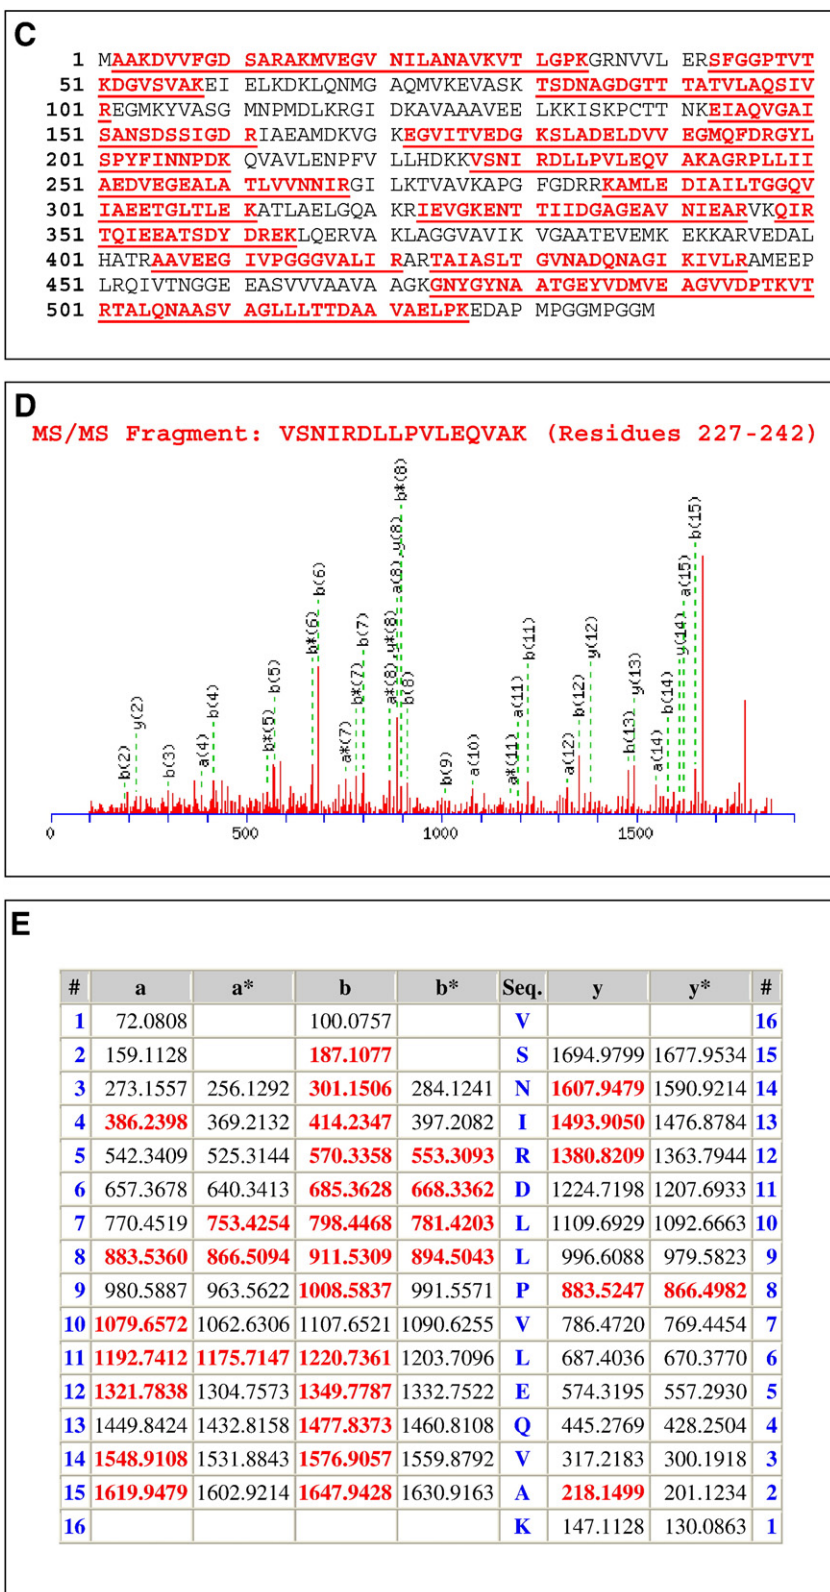 C
1 MAAKDVVFGD SARAKMVEGV NILANAVKVT LGPKGRNVVL ERSFGGPTVT
51 KDGVSVAKEI ELKDKLQNMG AQMVKEVASK TSDNAGDGTT TATVLAQSIV
101 REGMKYVASG MNPMDLKRGI DKAVAAAVEE LKKISKPCTT NKEIAQVGAI
151 SANSDSSIGD RIAEAMDKVG KEGVITVEDG KSLADELDVV EGMQFDRGYL
201 SPYFINNPDK QVAVLENPFV LLHDKKVSNI RDLLPVLEQV AKAGRPLLII
251 AEDVEGEALA TLVVNNIRGI LKTVAVKAPG FGDRRKAMLE DIAILTGGQV
301 IAEETGLTLE KATLAELGQA KRIEVGKENT TIIDGAGEAV NIEARVKQIR
351 TQIEEATSDY DREKLQERVA KLAGGVAVIK VGAATEVEMK EKKARVEDAL
401 HATRAAVEEG IVPGGGVALI RARTAIASLT GVNADQNAGI KIVLRAMEEP
451 LRQIVTNGGE EASVVVAAVA AGKGNYGYNA ATGEYVDMVE AGVVDPTKVT
501 RTALQNAASV AGLLLTTDAA VAELPKEDAP MPGGMPGGM
D
MS/MS Fragment: VSNIRDLLPVLEQVAK (Residues 227-242)
b(2) y(2) b(3) a(4) b(4) b*(5) b(5) b*(6) b(6) a*(7) b*(7) b(7) a*(8),y*(8) a(8),y(8) b*(8) b(8) b(9) a(10) a*(11) a(11) b(11) a(12) b(12) y(12) b(13) y(13) a(14) b(14) y(14) a(15) b(15)
0 500 1000 1500
E
# a a* b b* Seq. y y* #
1 72.0808 100.0757 V 16
2 159.1128 187.1077 S 1694.9799 1677.9534 15
3 273.1557 256.1292 301.1506 284.1241 N 1607.9479 1590.9214 14
4 386.2398 369.2132 414.2347 397.2082 I 1493.9050 1476.8784 13
5 542.3409 525.3144 570.3358 553.3093 R 1380.8209 1363.7944 12
6 657.3678 640.3413 685.3628 668.3362 D 1224.7198 1207.6933 11
7 770.4519 753.4254 798.4468 781.4203 L 1109.6929 1092.6663 10
8 883.5360 866.5094 911.5309 894.5043 L 996.6088 979.5823 9
9 980.5887 963.5622 1008.5837 991.5571 P 883.5247 866.4982 8
10 1079.6572 1062.6306 1107.6521 1090.6255 V 786.4720 769.4454 7
11 1192.7412 1175.7147 1220.7361 1203.7096 L 687.4036 670.3770 6
12 1321.7838 1304.7573 1349.7787 1332.7522 E 574.3195 557.2930 5
13 1449.8424 1432.8158 1477.8373 1460.8108 Q 445.2769 428.2504 4
14 1548.9108 1531.8843 1576.9057 1559.8792 V 317.2183 300.1918 3
15 1619.9479 1602.9214 1647.9428 1630.9163 A 218.1499 201.1234 2
16 K 147.1128 130.0863 1